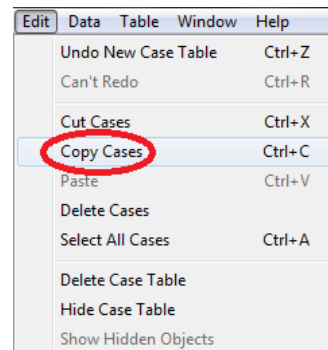 Edit Data Table Window Help
Undo New Case Table Ctrl+Z
Can't Redo Ctrl+R
Cut Cases Ctrl+X
Copy Cases Ctrl+C
Paste Ctrl+V
Delete Cases
Select All Cases Ctrl+A
Delete Case Table
Hide Case Table
Show Hidden Objects